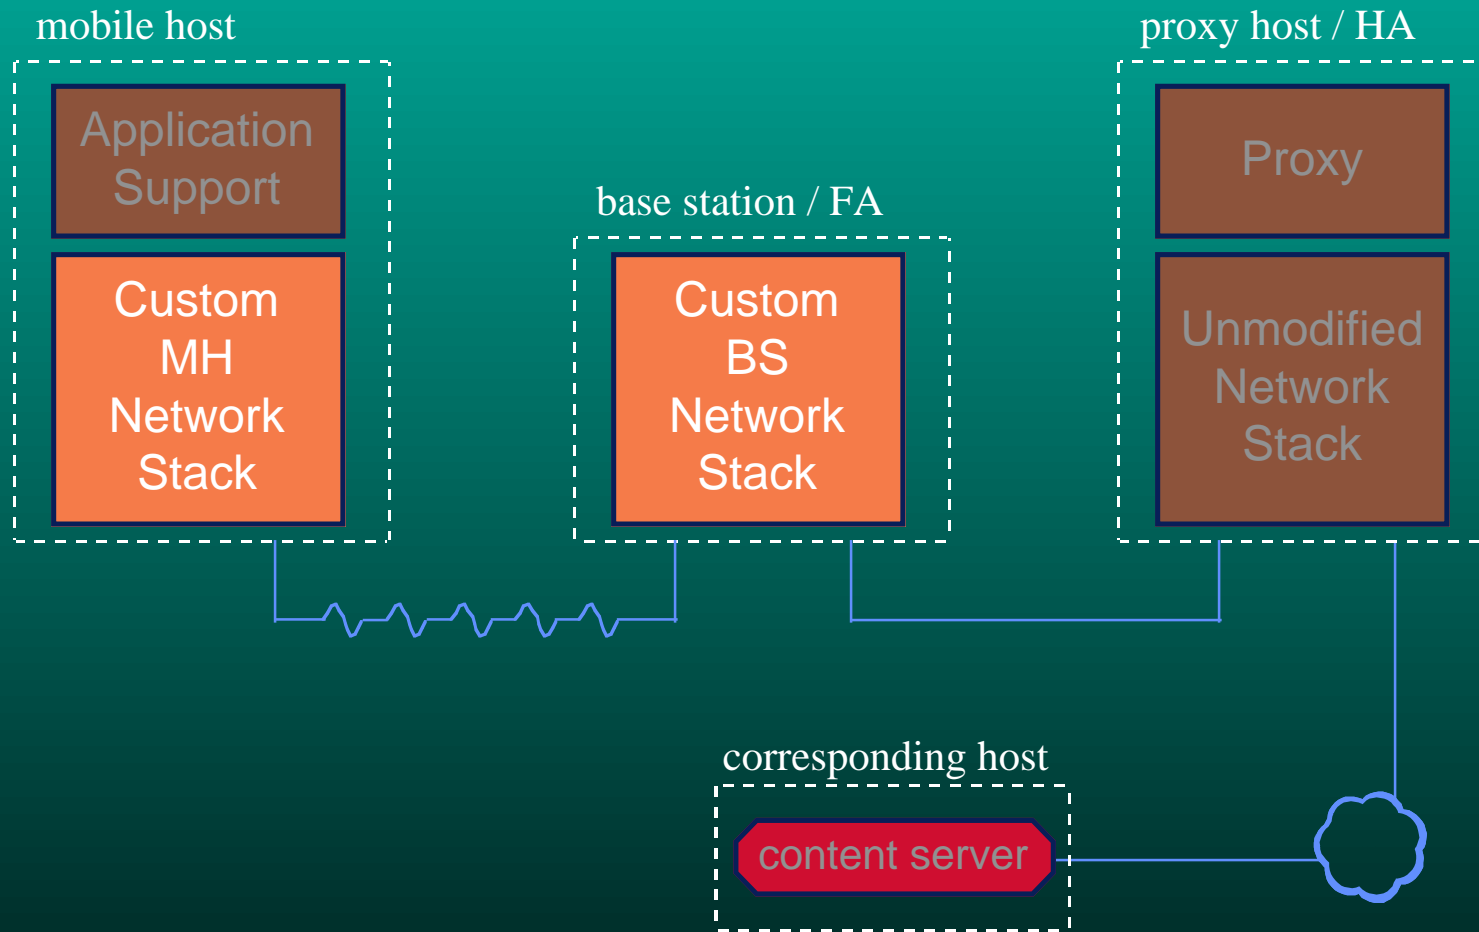 mobile host
Application
Support
Custom
MH
Network
Stack
base station / FA
Custom
BS
Network
Stack
proxy host / HA
Proxy
Unmodified
Network
Stack
corresponding host
content server